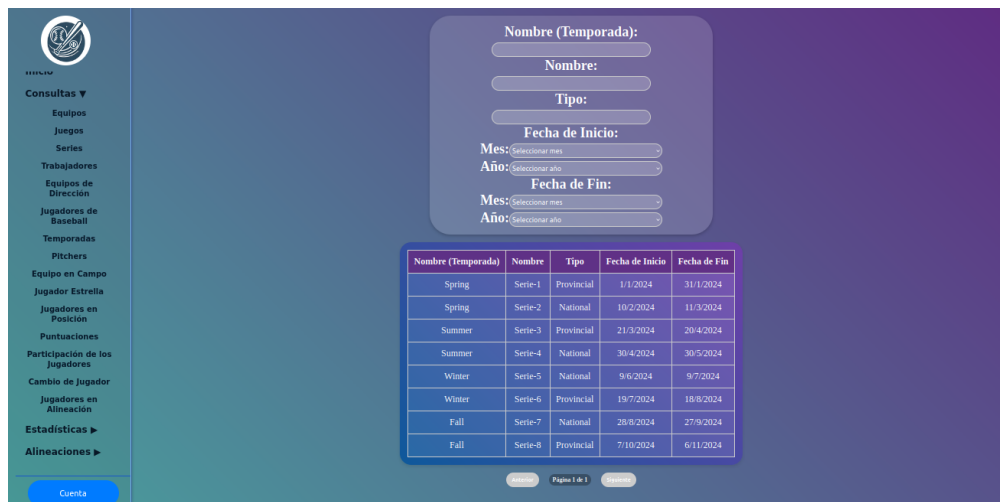 Inicio
Consultas ▼
Equipos
Juegos
Series
Trabajadores
Equipos de
Dirección
Jugadores de
Baseball
Temporadas
Pitchers
Equipo en Campo
Jugador Estrella
Jugadores en
Posición
Puntuaciones
Participación de los
Jugadores
Cambio de Jugador
Jugadores en
Alineación
Estadísticas ▶
Alineaciones ▶
Cuenta
Nombre (Temporada):
Nombre:
Tipo:
Fecha de Inicio:
Mes: Seleccionar mes
Año: Seleccionar año
Fecha de Fin:
Mes: Seleccionar mes
Año: Seleccionar año
Nombre (Temporada) Nombre Tipo Fecha de Inicio Fecha de Fin
Spring Serie-1 Provincial 1/1/2024 31/1/2024
Spring Serie-2 National 10/2/2024 11/3/2024
Summer Serie-3 Provincial 21/3/2024 20/4/2024
Summer Serie-4 National 30/4/2024 30/5/2024
Winter Serie-5 National 9/6/2024 9/7/2024
Winter Serie-6 Provincial 19/7/2024 18/8/2024
Fall Serie-7 National 28/8/2024 27/9/2024
Fall Serie-8 Provincial 7/10/2024 6/11/2024
Anterior Página 1 de 1 Siguiente